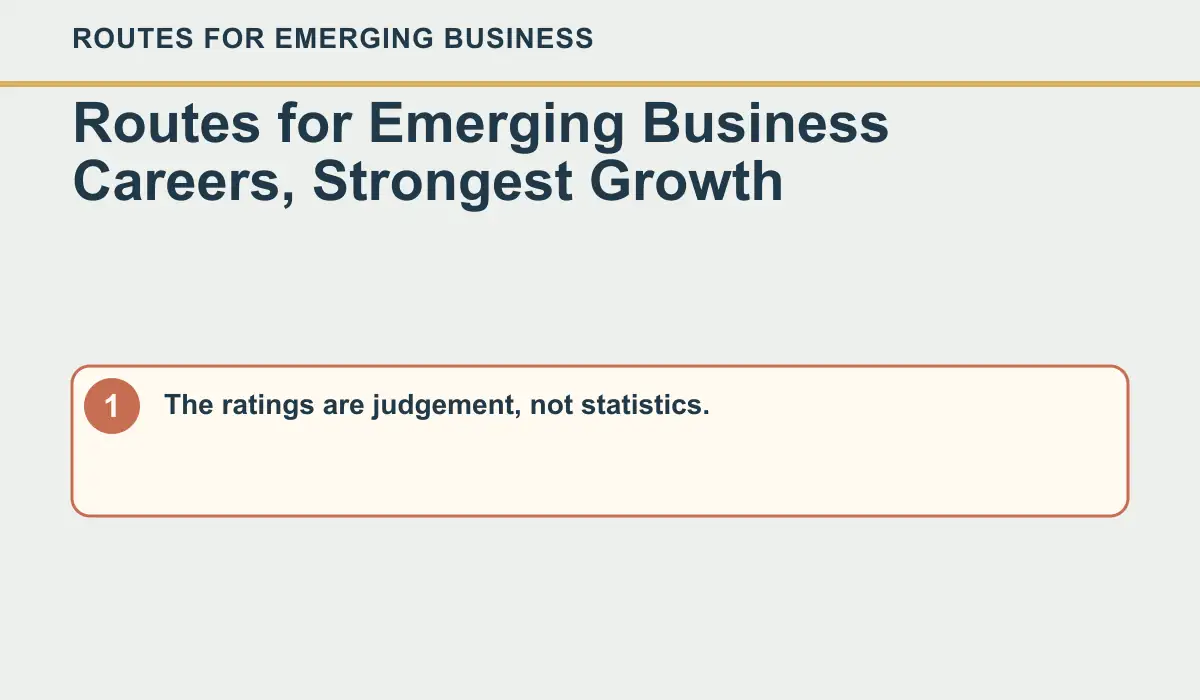 ROUTES FOR EMERGING BUSINESS
Routes for Emerging Business
Careers, Strongest Growth
1
The ratings are judgement, not statistics.